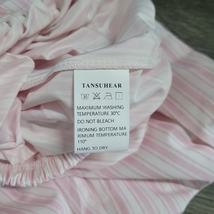 TANSUHEAR
MAXIMUM WASHING
TEMPERATURE 30℃
DO NOT BLEACH
IRONING BOTTOM MA
XIMUM TEMPERATURE
110°
HANG TO DRY